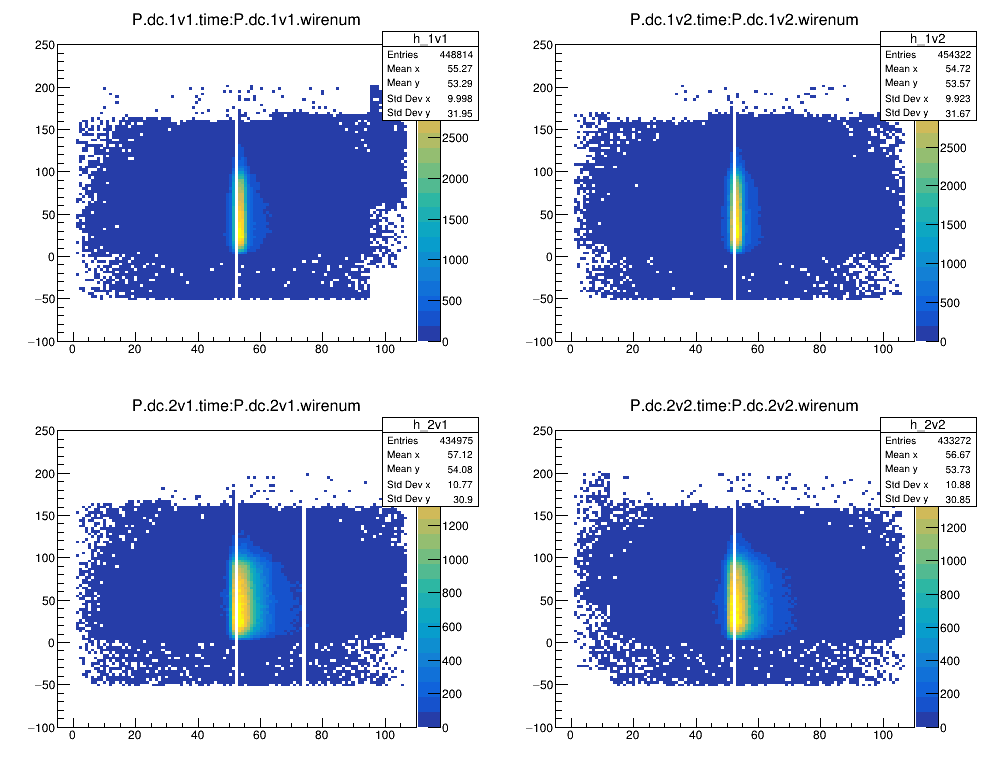 P.dc.1v1.time:P.dc.1v1.wirenum
h_1v1
Entries 448814
Mean x 55.27
Mean y 53.29
Std Dev x 9.998
Std Dev y 31.95
250
200
150
100
50
0
−50
−100
0 20 40 60 80 100
2500
2000
1500
1000
500
0
P.dc.1v2.time:P.dc.1v2.wirenum
h_1v2
Entries 454322
Mean x 54.72
Mean y 53.57
Std Dev x 9.923
Std Dev y 31.67
250
200
150
100
50
0
−50
−100
0 20 40 60 80 100
2500
2000
1500
1000
500
0
P.dc.2v1.time:P.dc.2v1.wirenum
h_2v1
Entries 434975
Mean x 57.12
Mean y 54.08
Std Dev x 10.77
Std Dev y 30.9
250
200
150
100
50
0
−50
−100
0 20 40 60 80 100
1200
1000
800
600
400
200
0
P.dc.2v2.time:P.dc.2v2.wirenum
h_2v2
Entries 433272
Mean x 56.67
Mean y 53.73
Std Dev x 10.88
Std Dev y 30.85
250
200
150
100
50
0
−50
−100
0 20 40 60 80 100
1200
1000
800
600
400
200
0